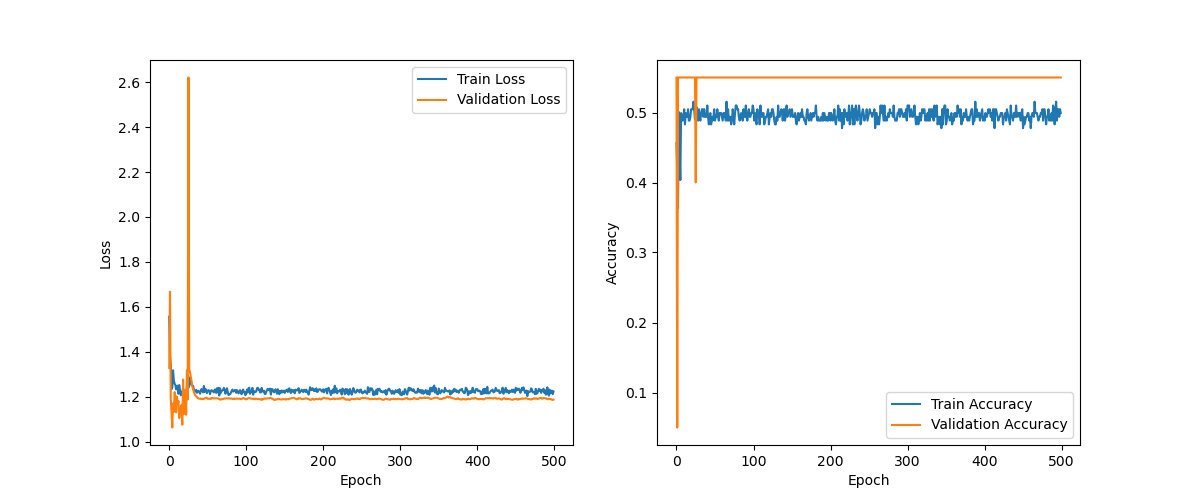 2.6
2.4
2.2
2.0
1.8
1.6
1.4
1.2
1.0
Loss
0 100 200 300 400 500
Epoch
Train Loss
Validation Loss
0.5
0.4
0.3
0.2
0.1
Accuracy
0 100 200 300 400 500
Epoch
Train Accuracy
Validation Accuracy